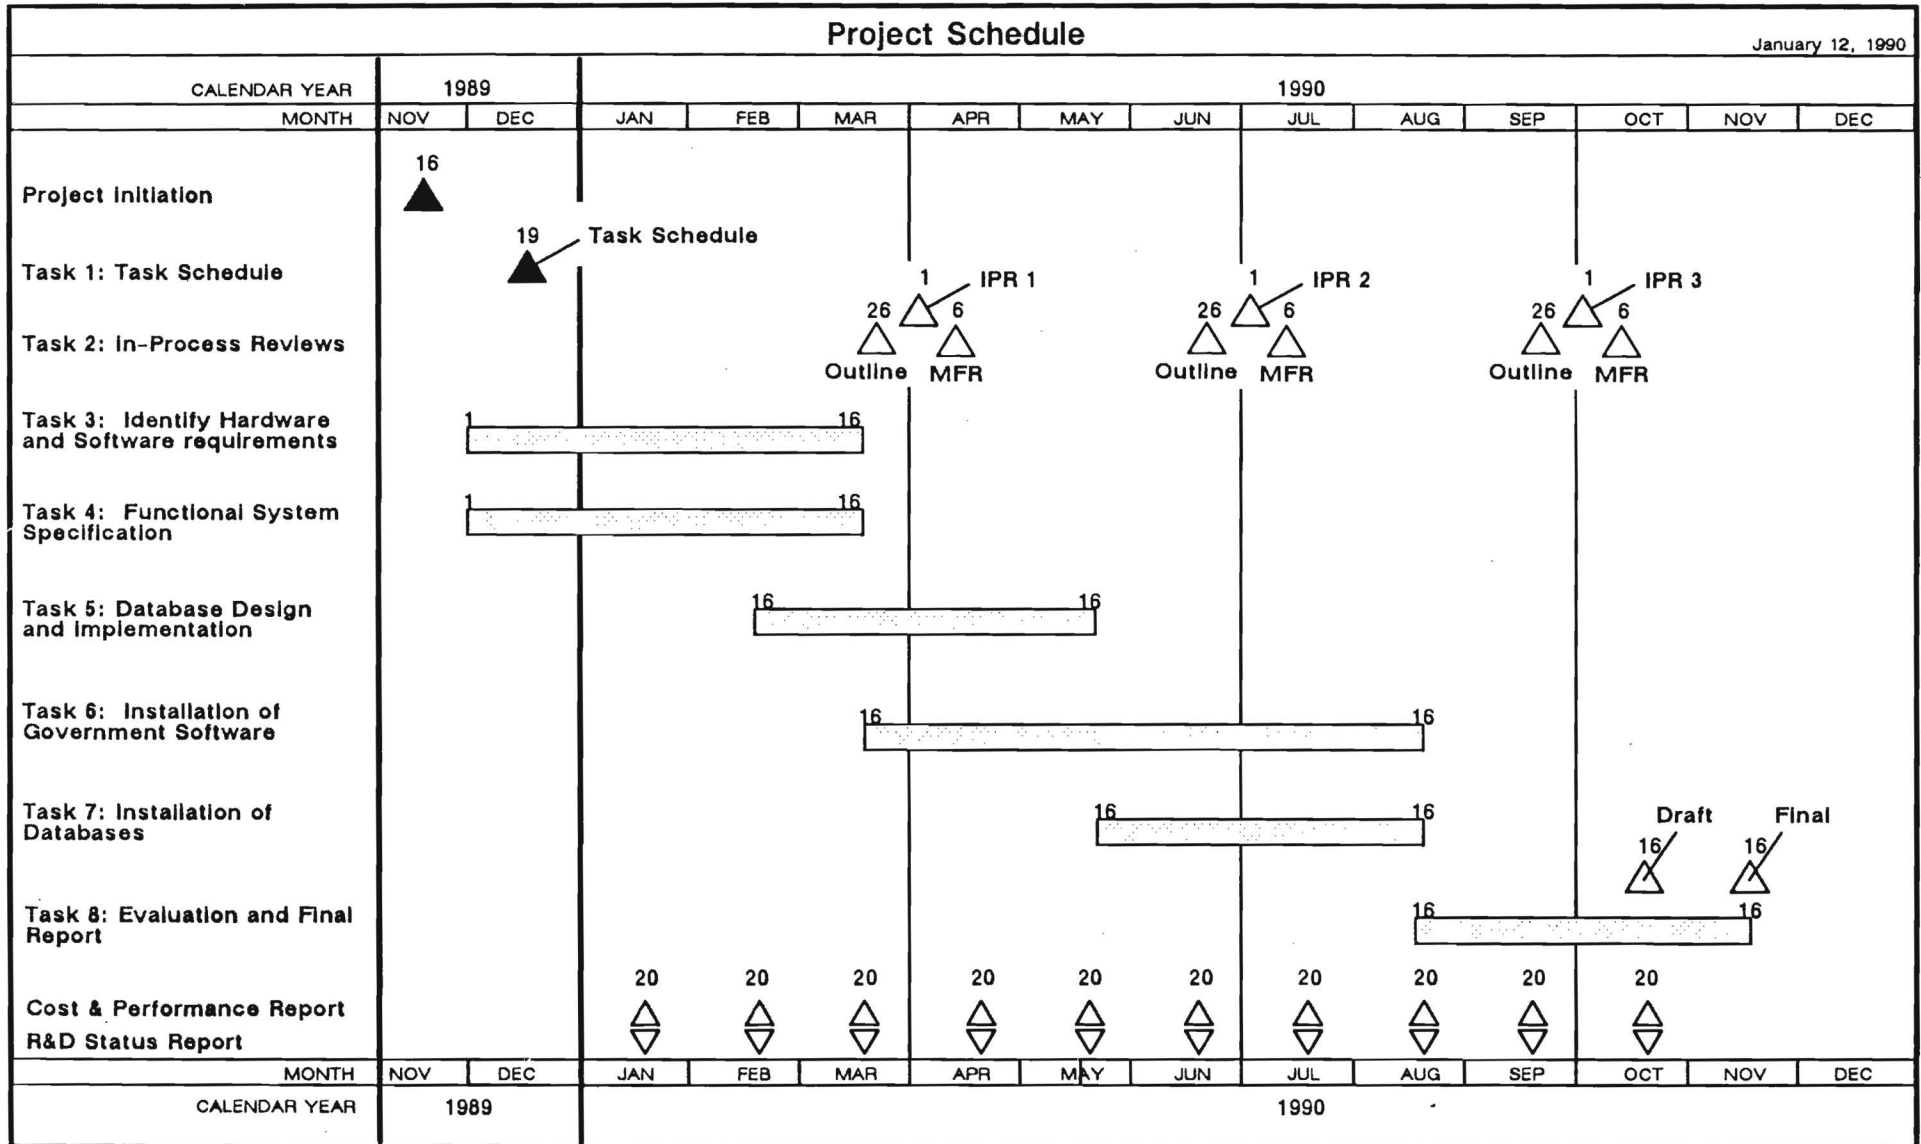 Project Schedule
January 12, 1990
CALENDAR YEAR 1989 1990
MONTH NOV DEC JAN FEB MAR APR MAY JUN JUL AUG SEP OCT NOV DEC
16
Project Initiation
19 Task Schedule
Task 1: Task Schedule
1 IPR 1 1 IPR 2 1 IPR 3
26 6 26 6 26 6
Task 2: In-Process Reviews
Outline MFR Outline MFR Outline MFR
Task 3: Identify Hardware
and Software requirements
1 16
Task 4: Functional System
Specification
1 16
Task 5: Database Design
and Implementation
16 16
Task 6: Installation of
Government Software
16 16
Task 7: Installation of
Databases
16 16
Draft Final
16 16
Task 8: Evaluation and Final
Report
16 16
20 20 20 20 20 20 20 20 20 20
Cost & Performance Report
R&D Status Report
MONTH NOV DEC JAN FEB MAR APR MAY JUN JUL AUG SEP OCT NOV DEC
CALENDAR YEAR 1989 1990